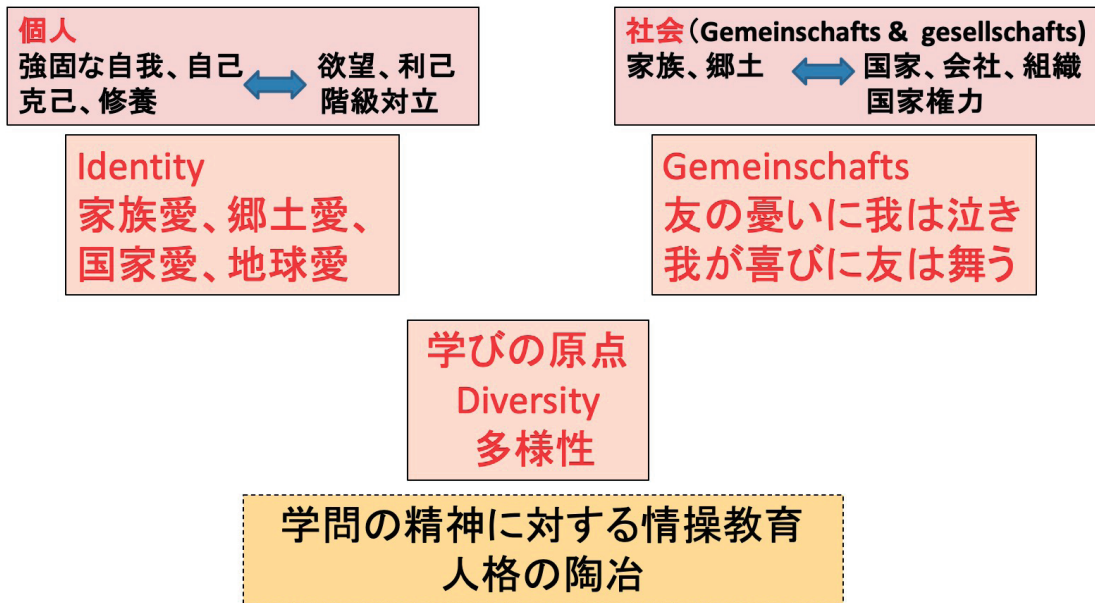 個人
強固な自我、自己 欲望、利己
克己、修養 階級対立
社会(Gemeinschafts & gesellschafts)
家族、郷土 国家、会社、組織
国家権力
Identity
家族愛、郷土愛、
国家愛、地球愛
Gemeinschafts
友の憂いに我は泣き
我が喜びに友は舞う
学びの原点
Diversity
多様性
学問の精神に対する情操教育
人格の陶冶